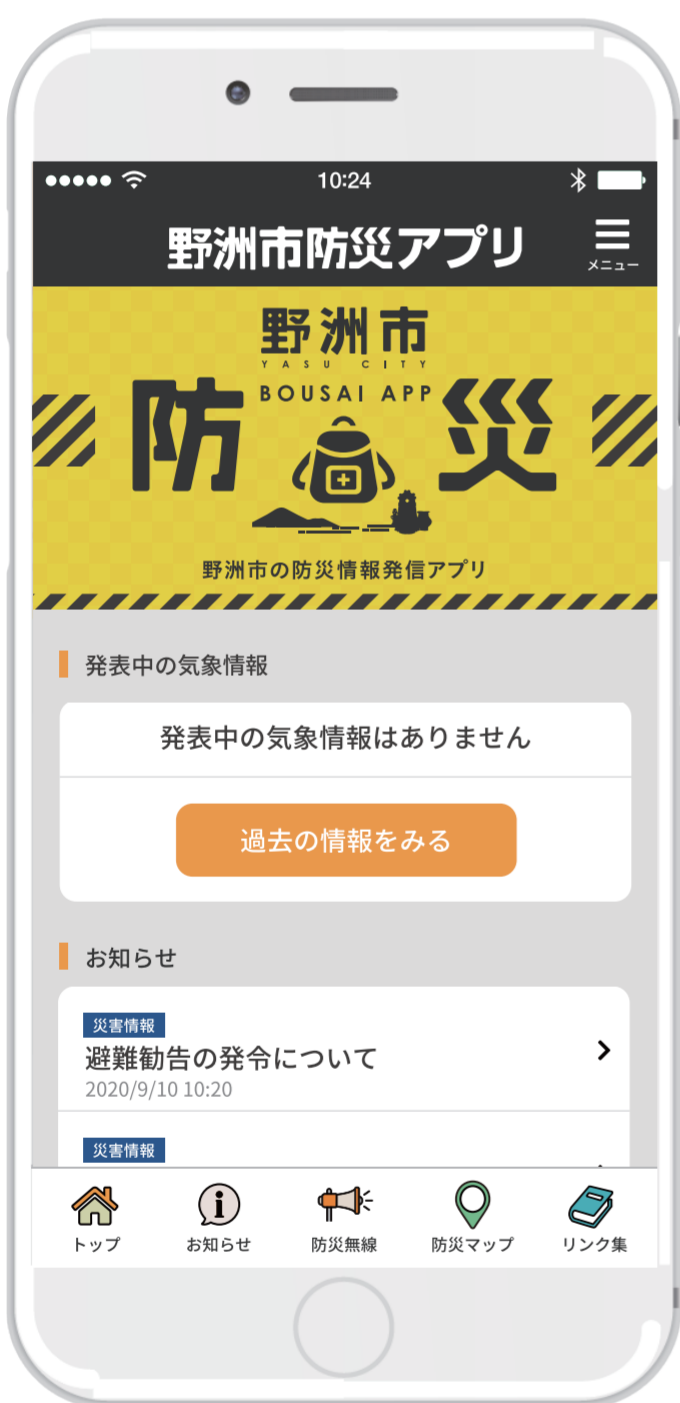 10:24
野洲市防災アプリ
メニュー
野洲市
YASU CITY
BOUSAI APP
防災
野洲市の防災情報発信アプリ
発表中の気象情報
発表中の気象情報はありません
過去の情報をみる
お知らせ
災害情報
避難勧告の発令について
2020/9/10 10:20
災害情報
トップ
お知らせ
防災無線
防災マップ
リンク集